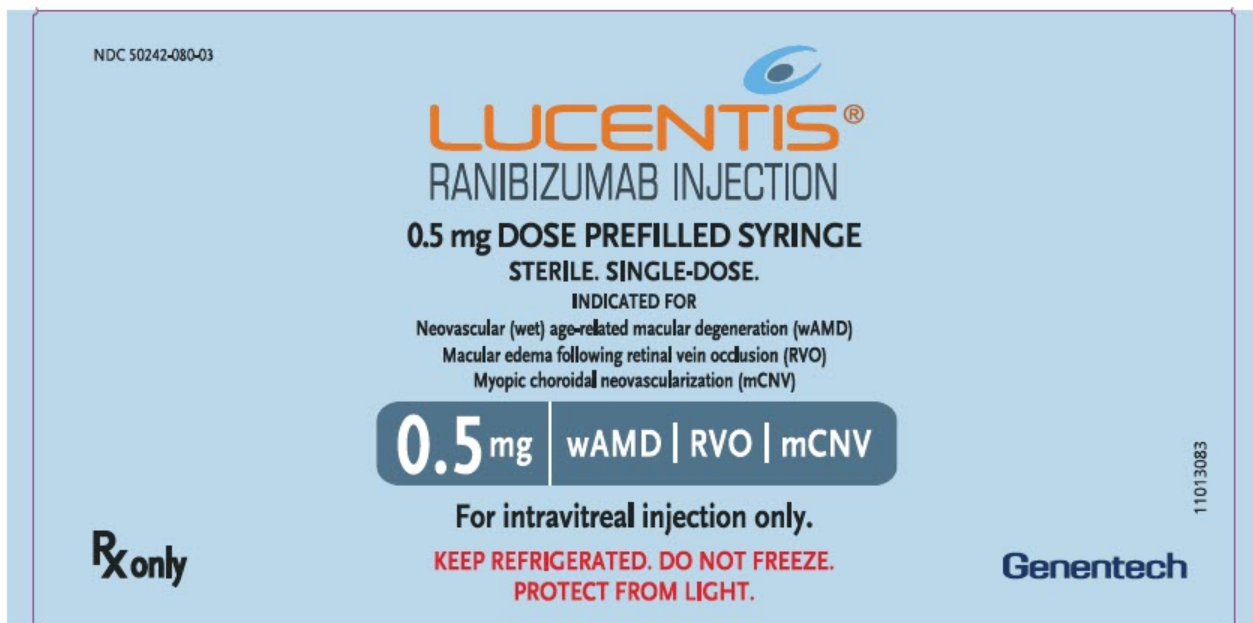 NDC 50242-080-03
LUCENTIS®
RANIBIZUMAB INJECTION
0.5 mg DOSE PREFILLED SYRINGE
STERILE. SINGLE-DOSE.
INDICATED FOR
Neovascular (wet) age-related macular degeneration (wAMD)
Macular edema following retinal vein occlusion (RVO)
Myopic choroidal neovascularization (mCNV)
0.5 mg wAMD | RVO | mCNV
For intravitreal injection only.
KEEP REFRIGERATED. DO NOT FREEZE.
PROTECT FROM LIGHT.
Rx only
Genentech
11013083